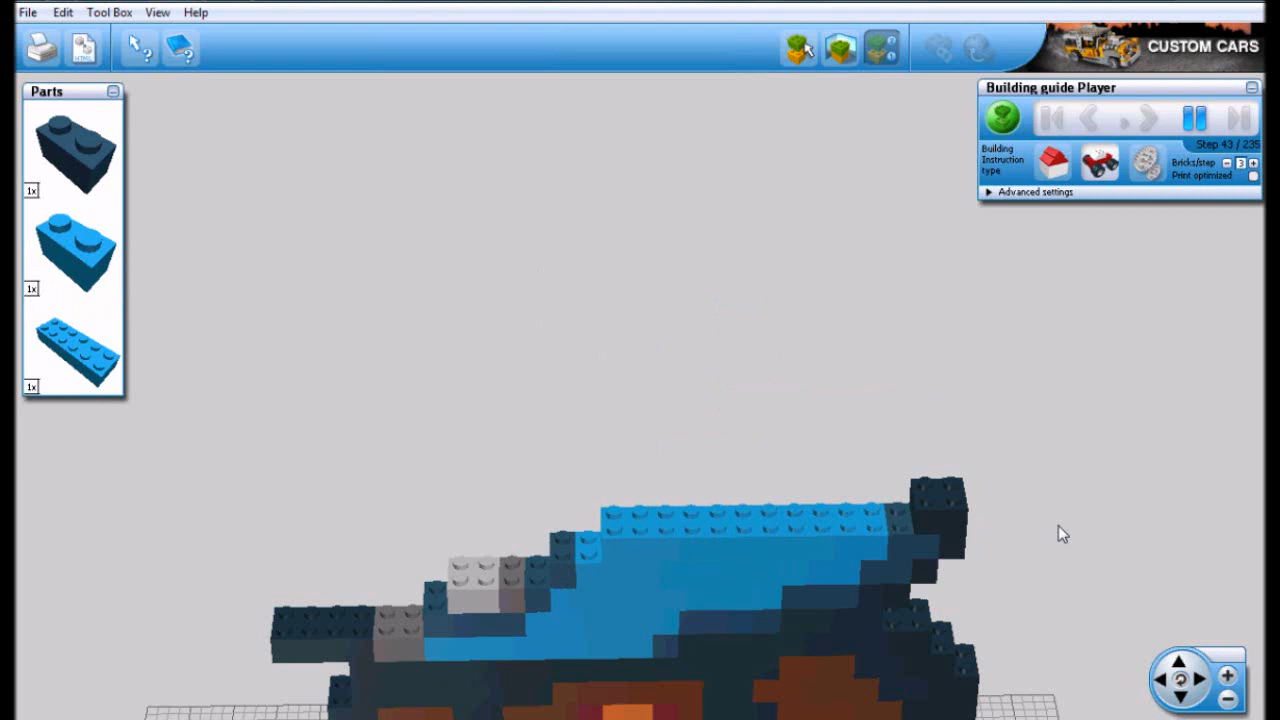 File Edit Tool Box View Help
HTML
CUSTOM CARS
Parts
1x
1x
1x
Building guide Player
Step 43 / 235
Building Instruction type
Bricks/step 3
Print optimized
Advanced settings